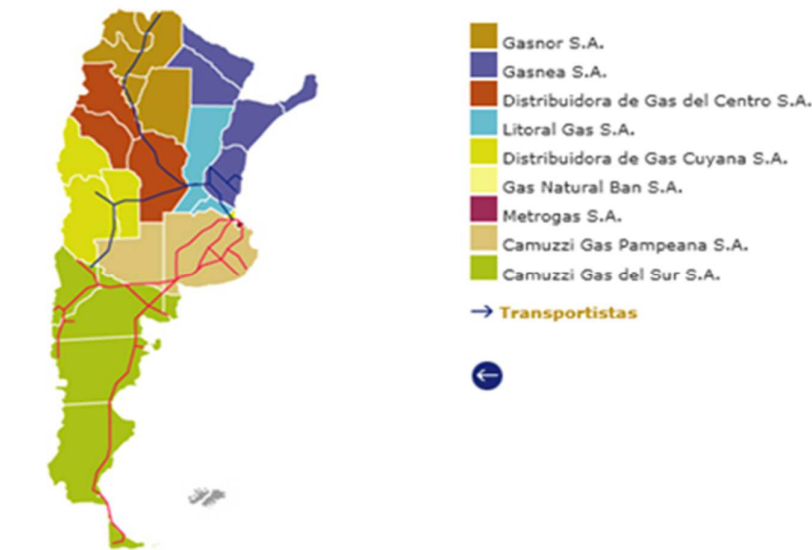 Gasnor S.A.
Gasnea S.A.
Distribuidora de Gas del Centro S.A.
Litoral Gas S.A.
Distribuidora de Gas Cuyana S.A.
Gas Natural Ban S.A.
Metrogas S.A.
Camuzzi Gas Pampeana S.A.
Camuzzi Gas del Sur S.A.
Transportistas